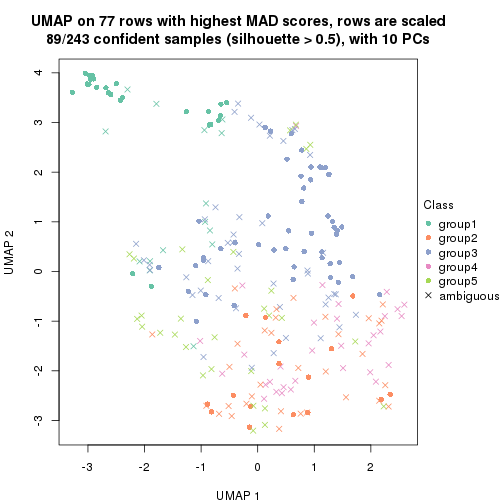 UMAP on 77 rows with highest MAD scores, rows are scaled
89/243 confident samples (silhouette > 0.5), with 10 PCs
4
3
2
1
0
-1
-2
-3
UMAP 2
-3
-2
-1
0
1
2
UMAP 1
Class
group1
group2
group3
group4
group5
ambiguous